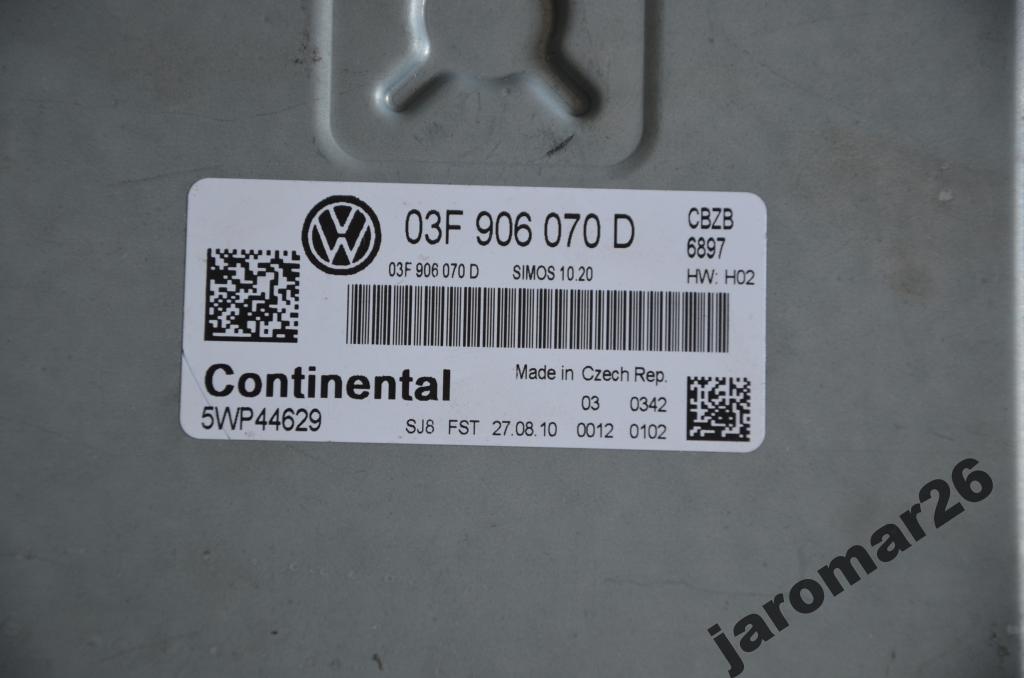 03F 906 070 D
CBZB
6897
03F 906 070 D SIMOS 10.20
HW: H02
Continental
Made in Czech Rep.
03 0342
5WP44629
SJ8 FST 27.08.10 0012 0102
jaromar26